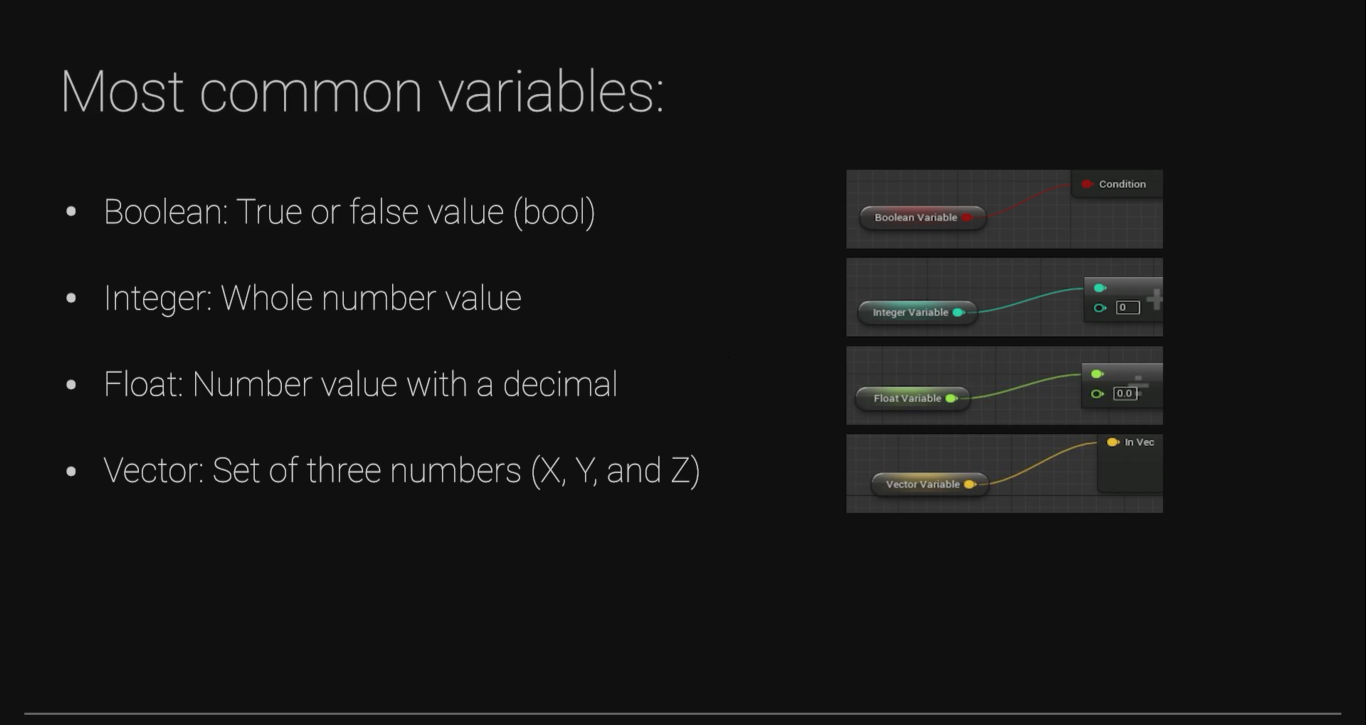 Most common variables:
• Boolean: True or false value (bool)
• Integer: Whole number value
• Float: Number value with a decimal
• Vector: Set of three numbers (X, Y, and Z)
Condition
Boolean Variable
Integer Variable
0
+
Float Variable
0.0
÷
In Vec
Vector Variable